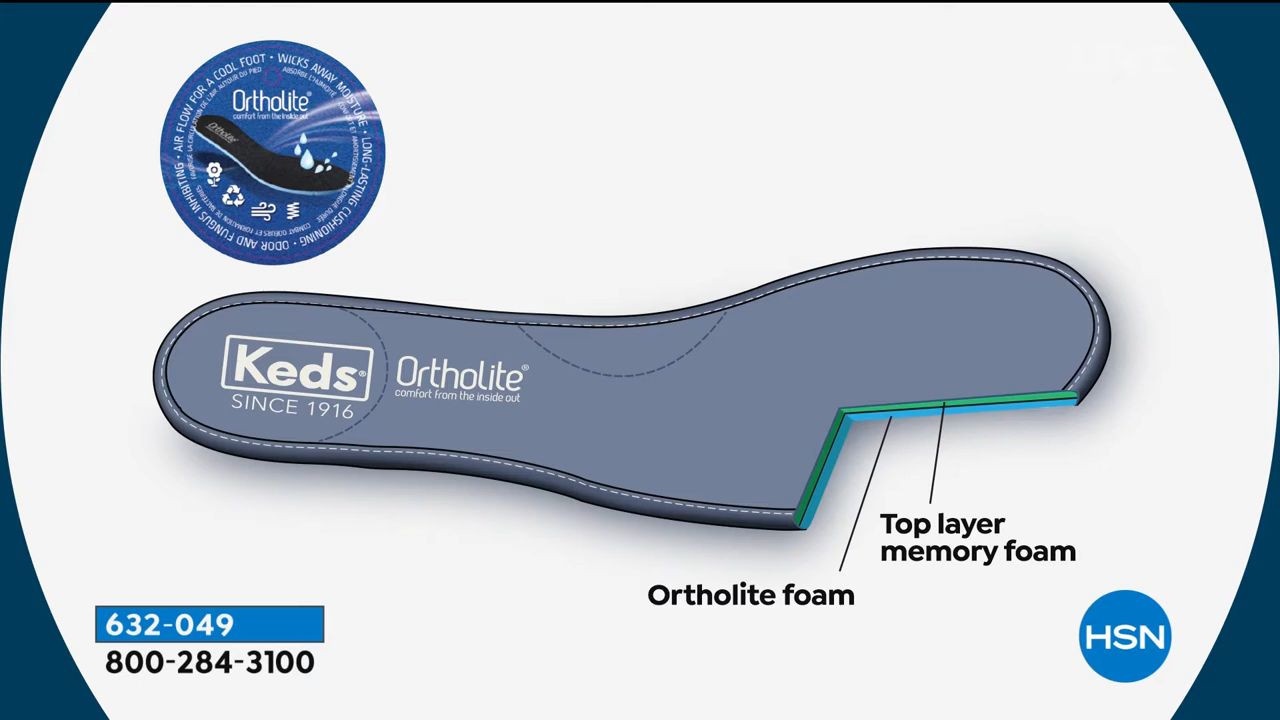 AIR FLOW FOR A COOL FOOT • WICKS AWAY MOISTURE • LONG-LASTING CUSHIONING • ODOR AND FUNGUS INHIBITING •
Ortholite®
comfort from the inside out
Ortholite
Keds®
SINCE 1916
Ortholite®
comfort from the inside out
Top layer
memory foam
Ortholite foam
632-049
800-284-3100
HSN